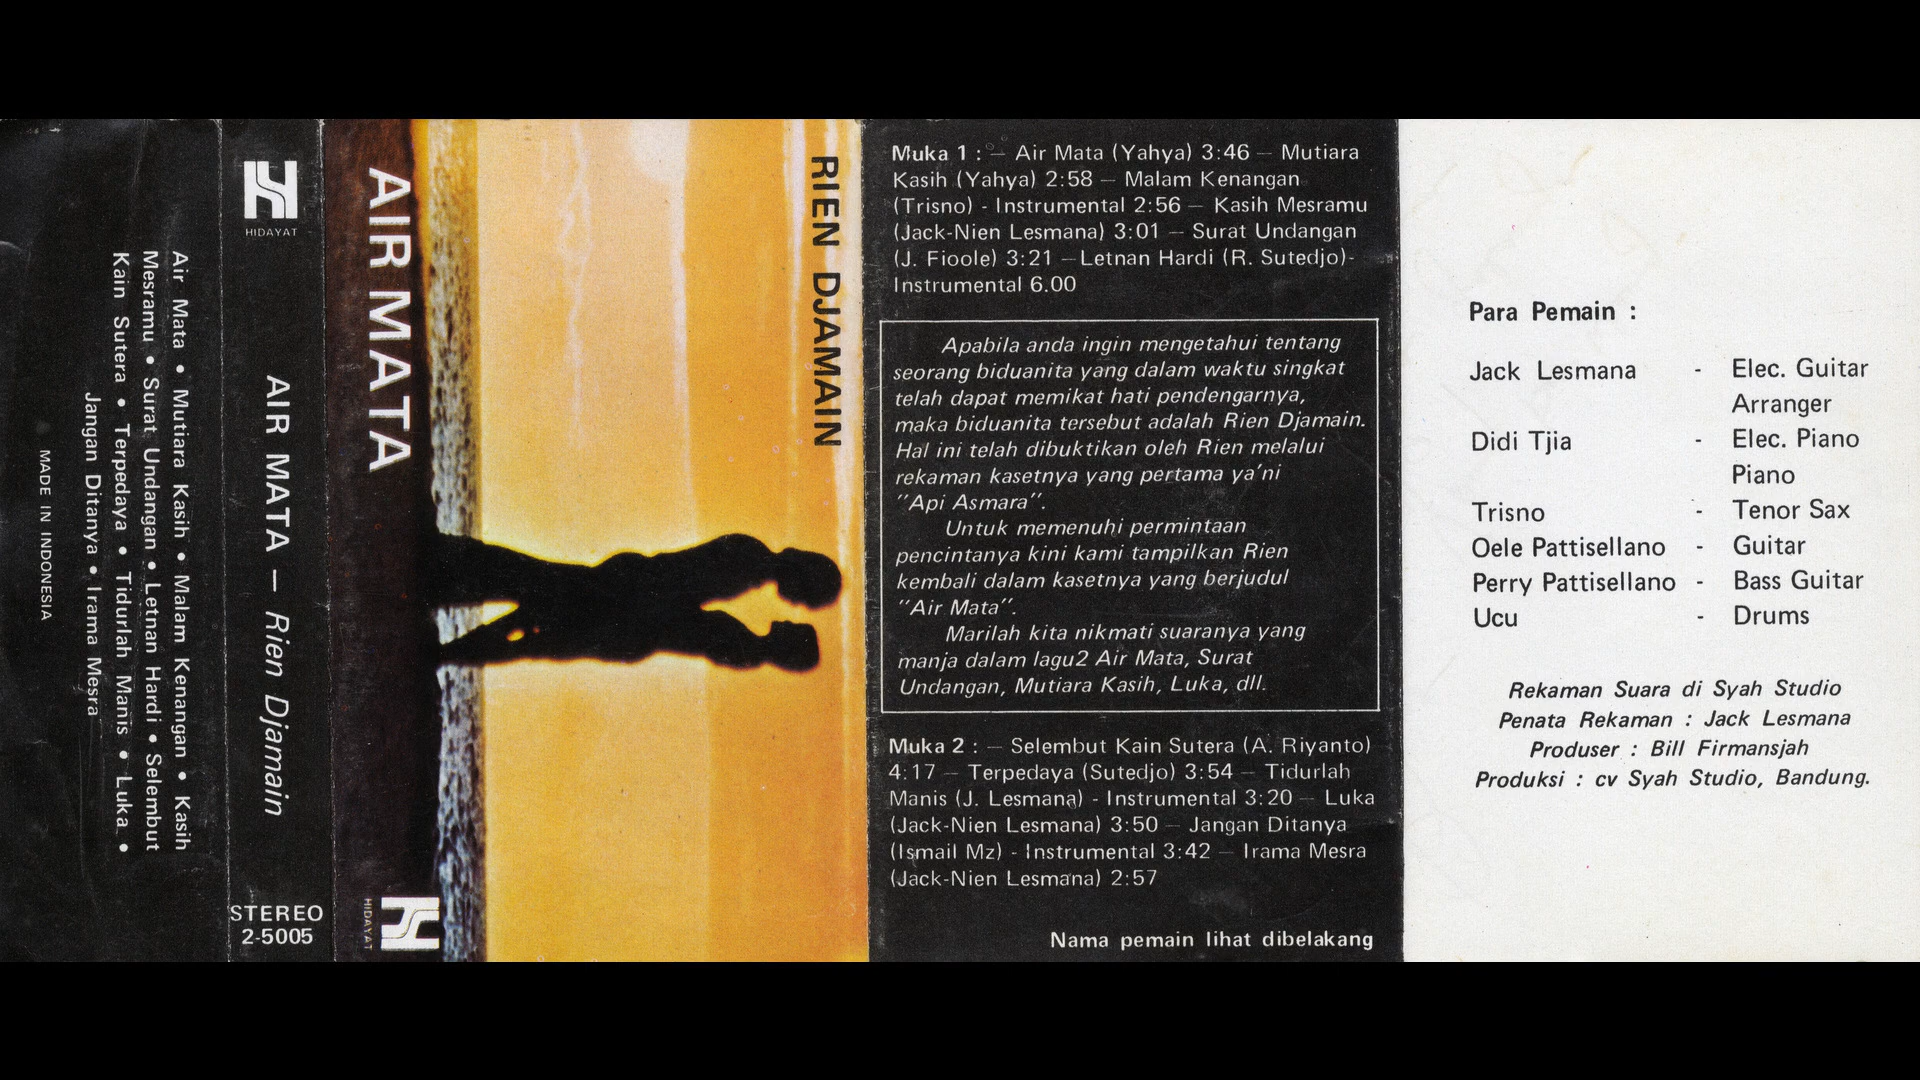 HIDAYAT
Air Mata • Mutiara Kasih • Malam Kenangan • Kasih
Mesramu • Surat Undangan • Letnan Hardi • Selembut
Kain Sutera • Terpedaya • Tidurlah Manis • Luka •
Jangan Ditanya • Irama Mesra
MADE IN INDONESIA
AIR MATA – Rien Djamain
STEREO
2-5005
RIEN DJAMAIN
AIR MATA
HIDAYAT
Muka 1 : – Air Mata (Yahya) 3:46 – Mutiara
Kasih (Yahya) 2:58 – Malam Kenangan
(Trisno) - Instrumental 2:56 – Kasih Mesramu
(Jack-Nien Lesmana) 3:01 – Surat Undangan
(J. Fioole) 3:21 – Letnan Hardi (R. Sutedjo)-
Instrumental 6.00
Apabila anda ingin mengetahui tentang
seorang biduanita yang dalam waktu singkat
telah dapat memikat hati pendengarnya,
maka biduanita tersebut adalah Rien Djamain.
Hal ini telah dibuktikan oleh Rien melalui
rekaman kasetnya yang pertama ya'ni
"Api Asmara".
Untuk memenuhi permintaan
pencintanya kini kami tampilkan Rien
kembali dalam kasetnya yang berjudul
"Air Mata".
Marilah kita nikmati suaranya yang
manja dalam lagu2 Air Mata, Surat
Undangan, Mutiara Kasih, Luka, dll.
Muka 2 : – Selembut Kain Sutera (A. Riyanto)
4:17 – Terpedaya (Sutedjo) 3:54 – Tidurlah
Manis (J. Lesmana) - Instrumental 3:20 – Luka
(Jack-Nien Lesmana) 3:50 – Jangan Ditanya
(Ismail Mz) - Instrumental 3:42 – Irama Mesra
(Jack-Nien Lesmana) 2:57
Nama pemain lihat dibelakang
Para Pemain :
Jack Lesmana - Elec. Guitar
Arranger
Didi Tjia - Elec. Piano
Piano
Trisno - Tenor Sax
Oele Pattisellano - Guitar
Perry Pattisellano - Bass Guitar
Ucu - Drums
Rekaman Suara di Syah Studio
Penata Rekaman : Jack Lesmana
Produser : Bill Firmansjah
Produksi : cv Syah Studio, Bandung.